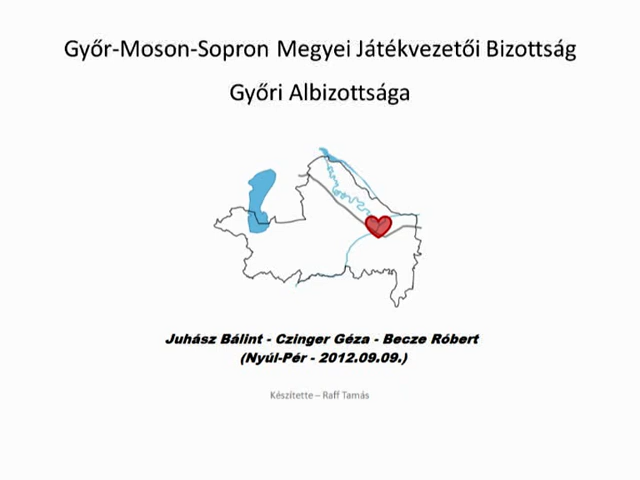 Győr-Moson-Sopron Megyei Játékvezetői Bizottság
Győri Albizottsága
Juhász Bálint - Czinger Géza - Becze Róbert
(Nyúl-Pér - 2012.09.09.)
Készítette – Raff Tamás